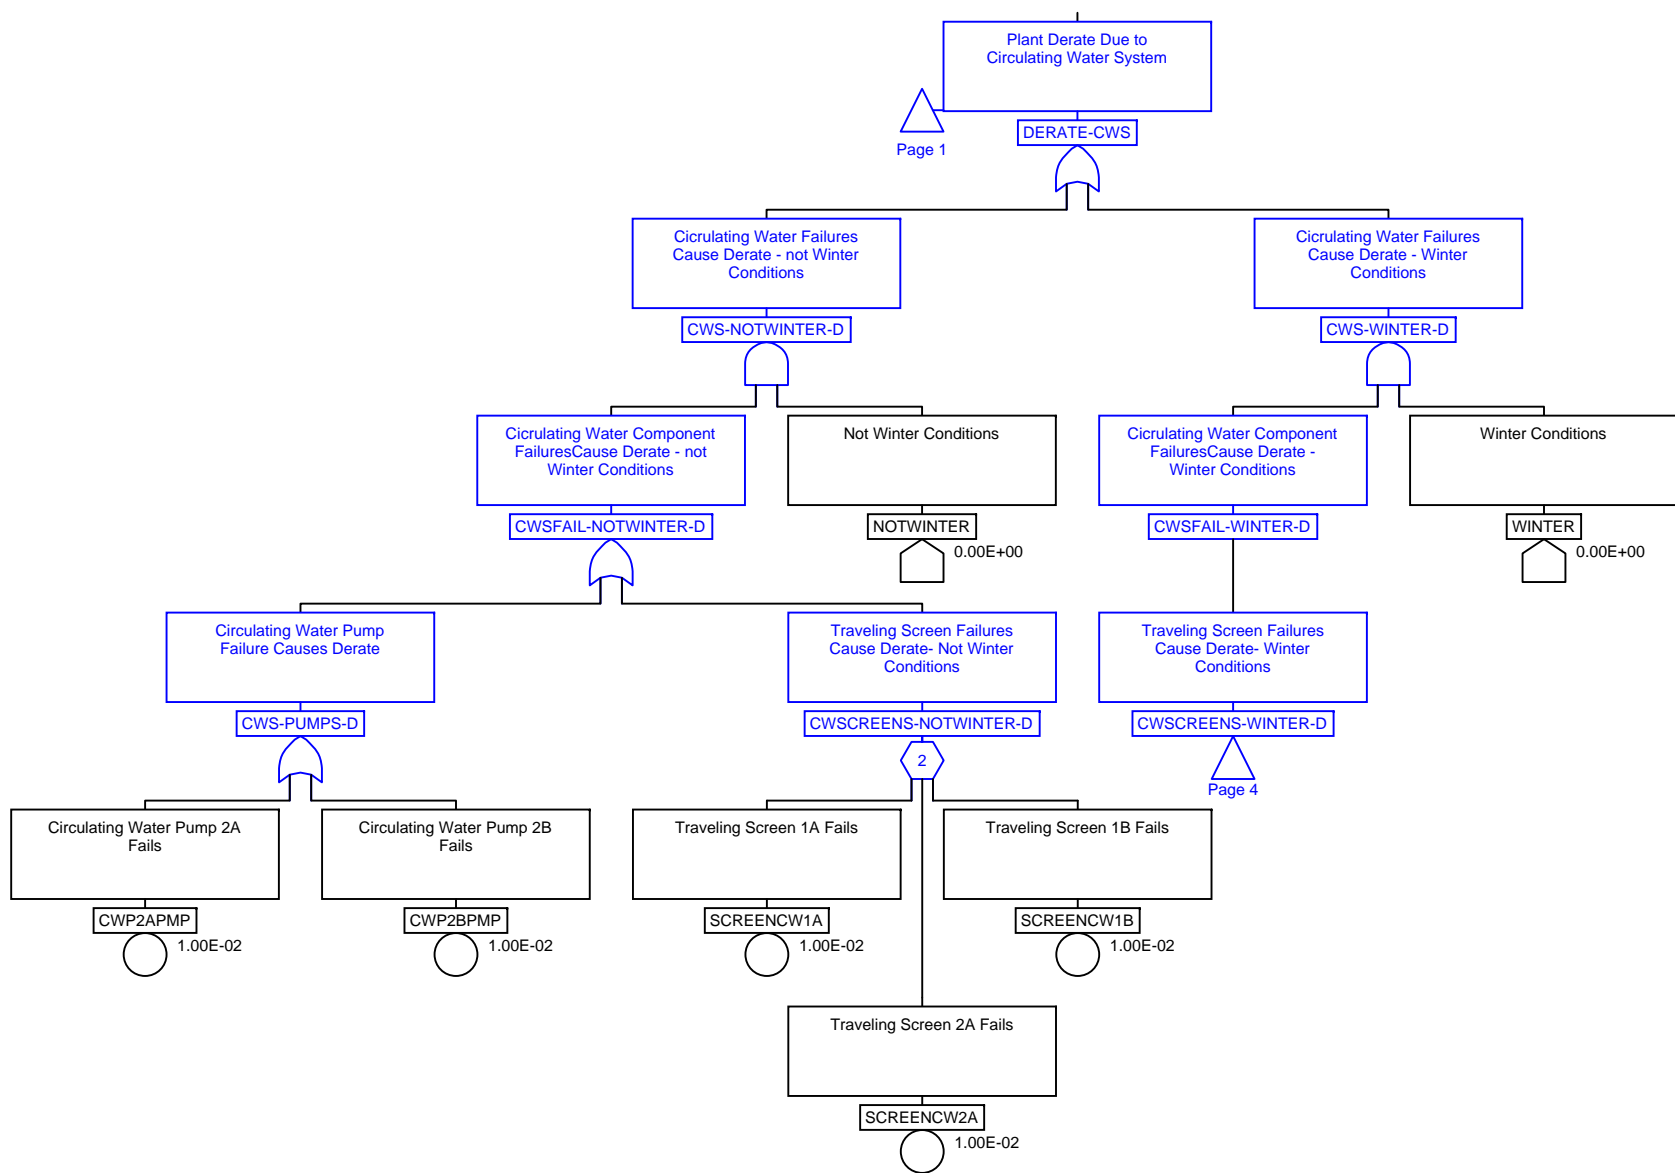 Plant Derate Due to
Circulating Water System
Page 1
DERATE-CWS
Cicrulating Water Failures
Cause Derate - not Winter
Conditions
CWS-NOTWINTER-D
Cicrulating Water Failures
Cause Derate - Winter
Conditions
CWS-WINTER-D
Cicrulating Water Component
FailuresCause Derate - not
Winter Conditions
CWSFAIL-NOTWINTER-D
Not Winter Conditions
NOTWINTER
0.00E+00
Cicrulating Water Component
FailuresCause Derate -
Winter Conditions
CWSFAIL-WINTER-D
Winter Conditions
WINTER
0.00E+00
Circulating Water Pump
Failure Causes Derate
CWS-PUMPS-D
Traveling Screen Failures
Cause Derate- Not Winter
Conditions
CWSCREENS-NOTWINTER-D
2
Traveling Screen Failures
Cause Derate- Winter
Conditions
CWSCREENS-WINTER-D
Page 4
Circulating Water Pump 2A
Fails
CWP2APMP
1.00E-02
Circulating Water Pump 2B
Fails
CWP2BPMP
1.00E-02
Traveling Screen 1A Fails
SCREENCW1A
1.00E-02
Traveling Screen 1B Fails
SCREENCW1B
1.00E-02
Traveling Screen 2A Fails
SCREENCW2A
1.00E-02